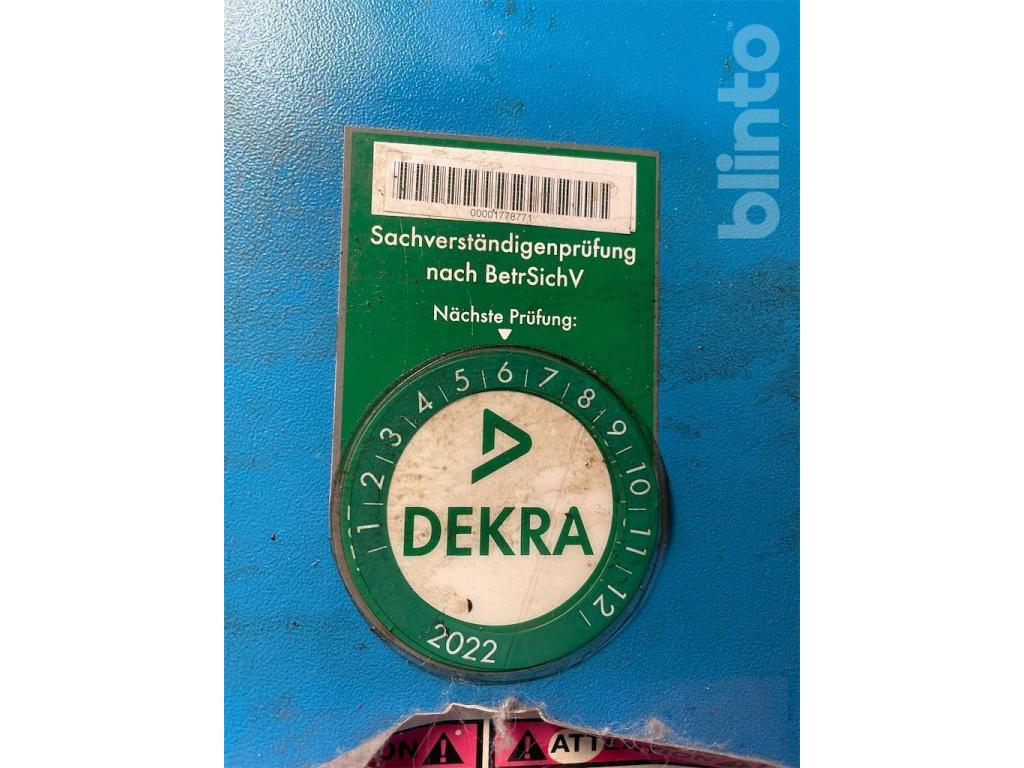 blinto™
00001778771
Sachverständigenprüfung
nach BetrSichV
Nächste Prüfung:
1 2 3 4 5 6 7 8 9 10 11 12
DEKRA
2022